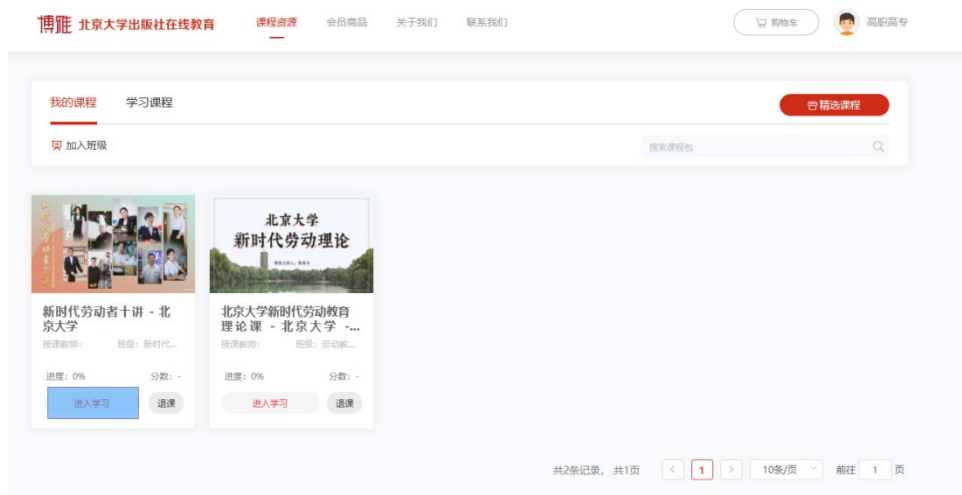 博雅 北京大学出版社在线教育 课程资源 会员商品 关于我们 联系我们 购物车 高职高专
我的课程 学习课程 精选课程
加入班级 搜索课程包
北京大学
新时代劳动理论
新时代劳动者十讲 - 北
京大学
授课教师: 班级: 新时代...
进度: 0% 分数: -
进入学习 退课
北京大学新时代劳动教育
理论课 - 北京大学 -...
授课教师: 班级: 劳动教...
进度: 0% 分数: -
进入学习 退课
共2条记录, 共1页 < 1 > 10条/页 前往 1 页